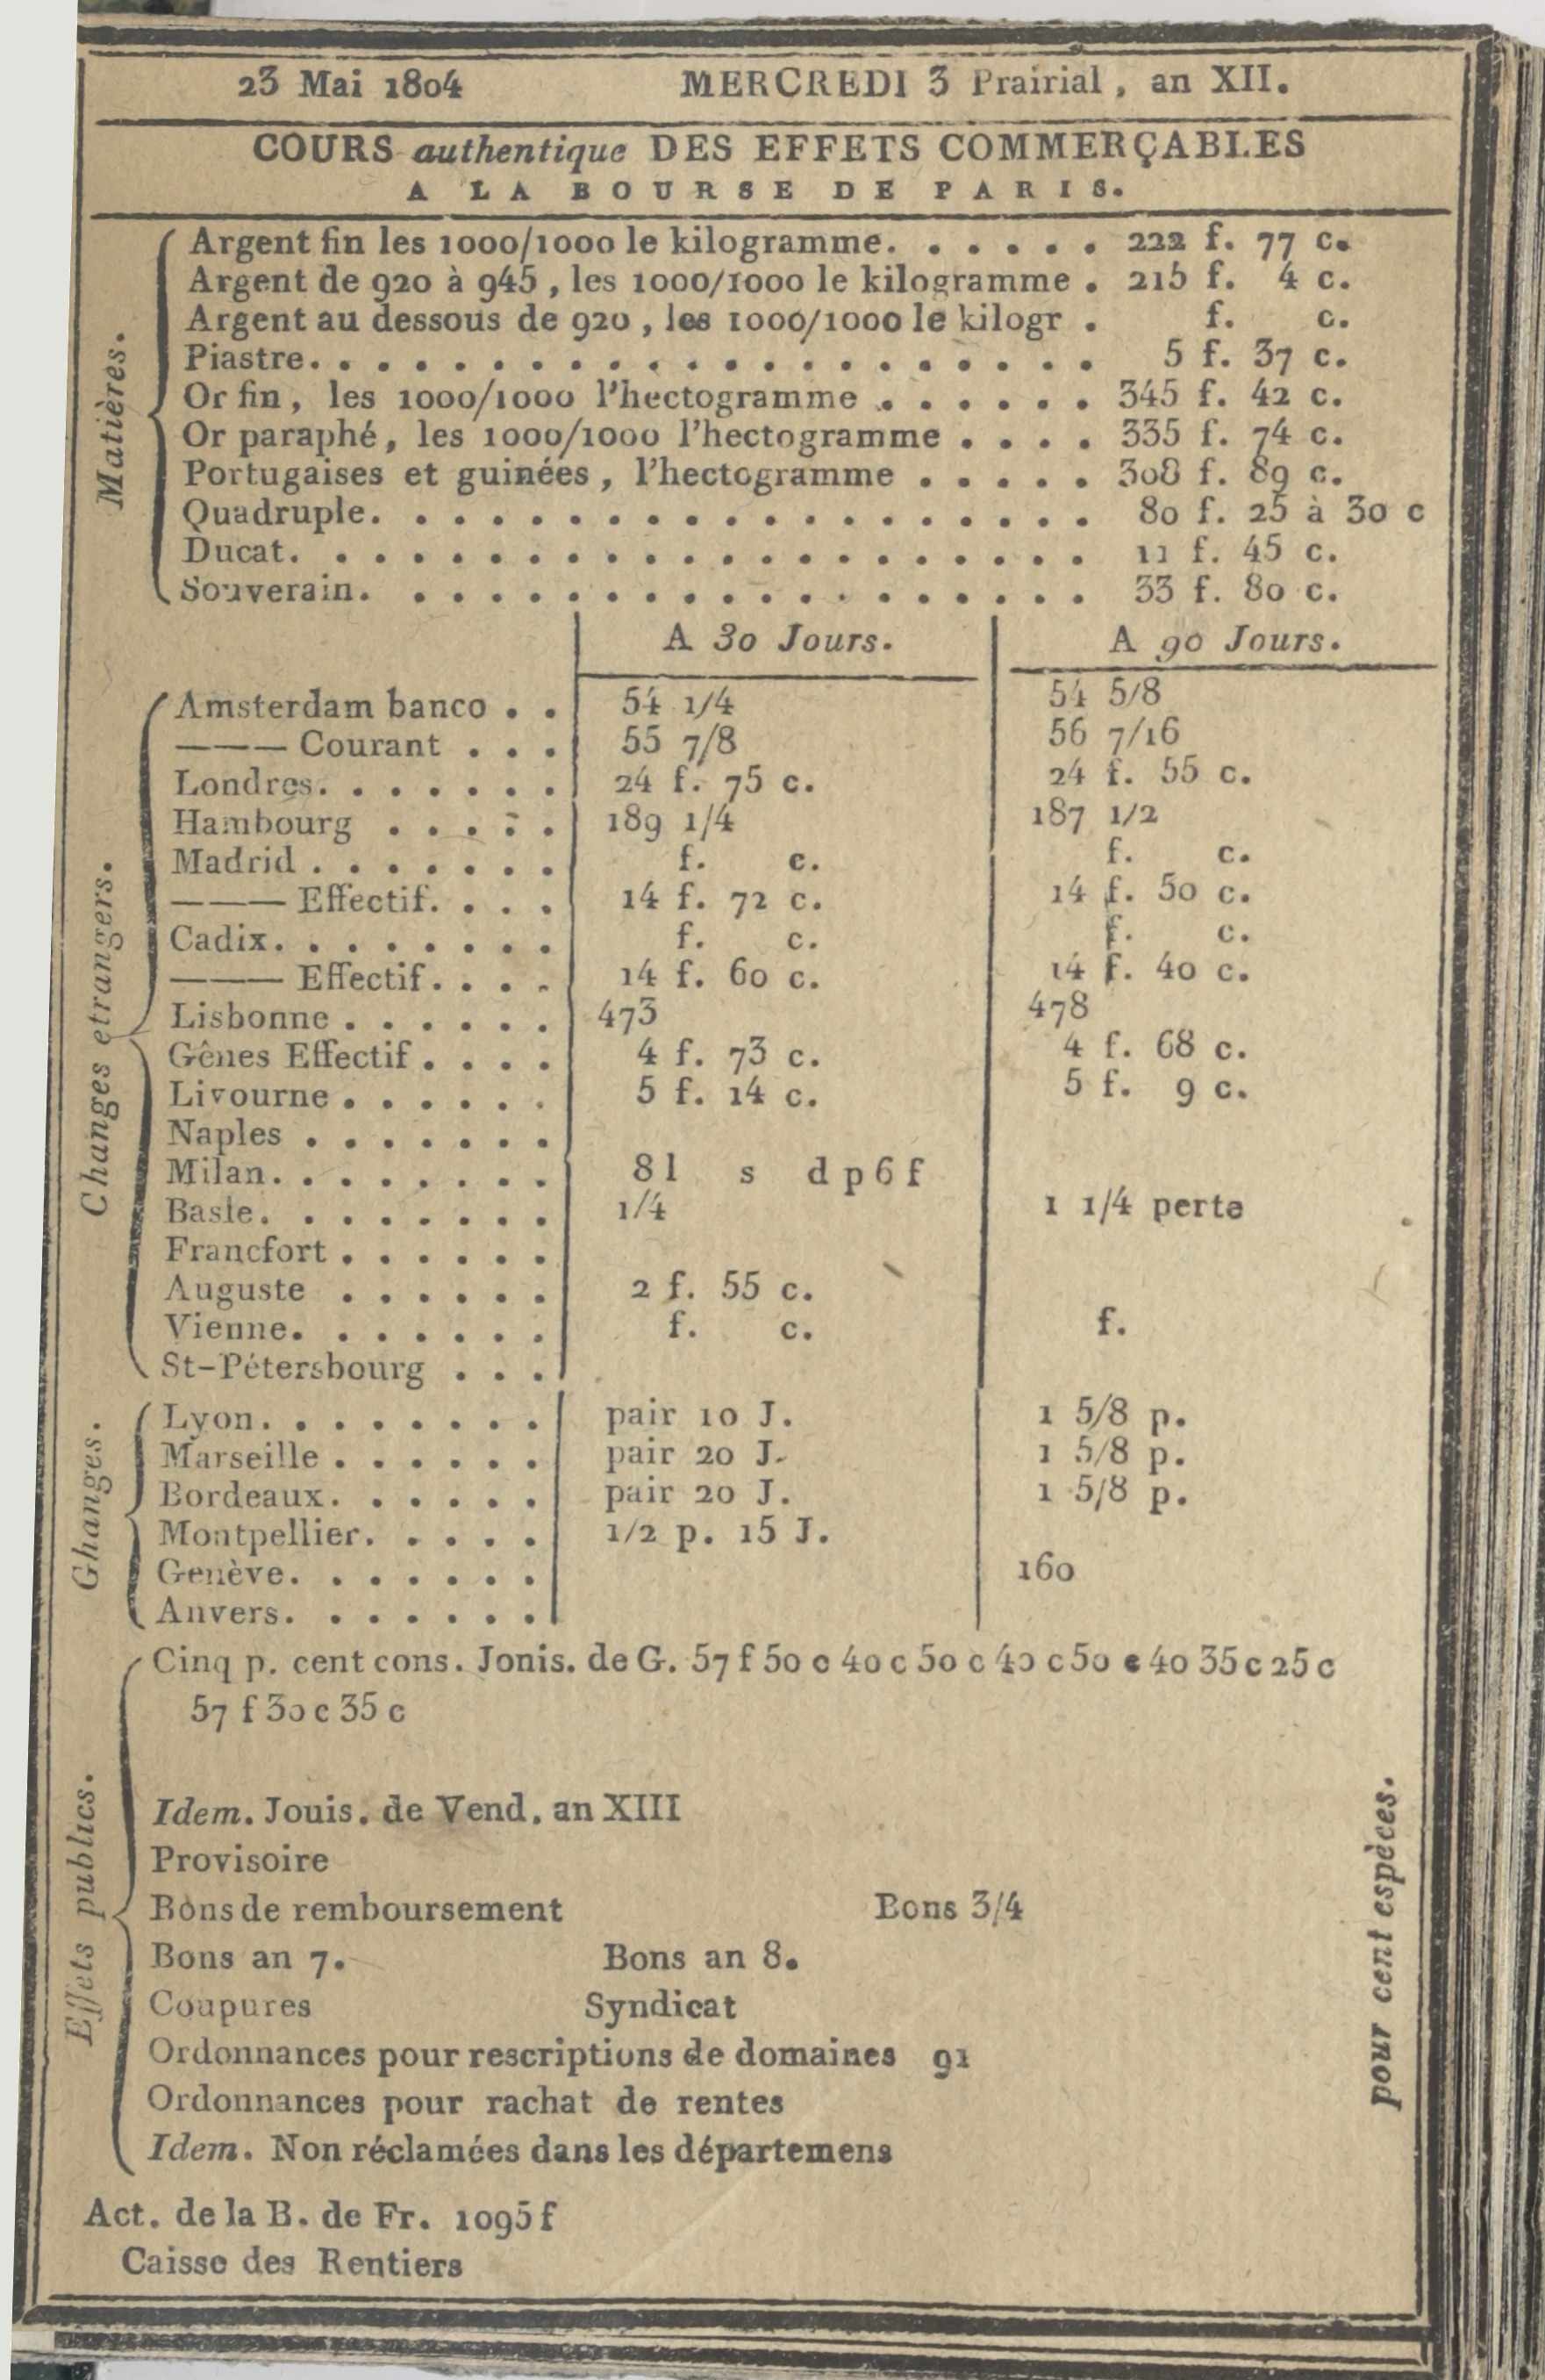 23 Mai 1804 MERCREDI 3 Prairial, an XII.
COURS authentique DES EFFETS COMMERÇABLES
A LA BOURSE DE PARIS.
Matières.
Argent fin les 1000/1000 le kilogramme. . . . . . 222 f. 77 c.
Argent de 920 à 945, les 1000/1000 le kilogramme . 215 f. 4 c.
Argent au dessous de 920, les 1000/1000 le kilogr . f. c.
Piastre. . . . . . . . . . . . . . . . . . . . . 5 f. 37 c.
Or fin, les 1000/1000 l'hectogramme . . . . . . 345 f. 42 c.
Or paraphé, les 1000/1000 l'hectogramme . . . . 335 f. 74 c.
Portugaises et guinées, l'hectogramme . . . . . 308 f. 89 c.
Quadruple. . . . . . . . . . . . . . . . . . . 80 f. 25 à 30 c
Ducat. . . . . . . . . . . . . . . . . . . . . 11 f. 45 c.
Souverain. . . . . . . . . . . . . . . . . . . 33 f. 80 c.
A 30 Jours. A 90 Jours.
Changes etrangers.
Amsterdam banco . . 54 1/4 54 5/8
——— Courant . . . 55 7/8 56 7/16
Londres. . . . . . . 24 f. 75 c. 24 f. 55 c.
Hambourg . . . . . 189 1/4 187 1/2
Madrid . . . . . . . f. c. f. c.
——— Effectif. . . . 14 f. 72 c. 14 f. 50 c.
Cadix. . . . . . . . f. c. f. c.
——— Effectif. . . . 14 f. 60 c. 14 f. 40 c.
Lisbonne . . . . . . 473 478
Gênes Effectif . . . . 4 f. 73 c. 4 f. 68 c.
Livourne . . . . . . 5 f. 14 c. 5 f. 9 c.
Naples . . . . . . .
Milan. . . . . . . . 8 l s d p 6 f
Basle. . . . . . . . 1/4 1 1/4 perte
Francfort . . . . . .
Auguste . . . . . . 2 f. 55 c.
Vienne. . . . . . . f. c. f.
St-Pétersbourg . . .
Ghanges.
Lyon. . . . . . . . pair 10 J. 1 5/8 p.
Marseille . . . . . . pair 20 J. 1 5/8 p.
Bordeaux. . . . . . pair 20 J. 1 5/8 p.
Montpellier. . . . . 1/2 p. 15 J.
Genève. . . . . . . 160
Anvers. . . . . . .
Effets publics.
Cinq p. cent cons. Jonis. de G. 57 f 50 c 40 c 50 c 40 c 50 c 40 35 c 25 c
57 f 30 c 35 c
Idem. Jouis. de Vend. an XIII
Provisoire
Bons de remboursement Bons 3/4
Bons an 7. Bons an 8.
Coupures Syndicat
Ordonnances pour rescriptions de domaines 91
Ordonnances pour rachat de rentes
Idem. Non réclamées dans les départemens
pour cent espèces.
Act. de la B. de Fr. 1095 f
Caisse des Rentiers